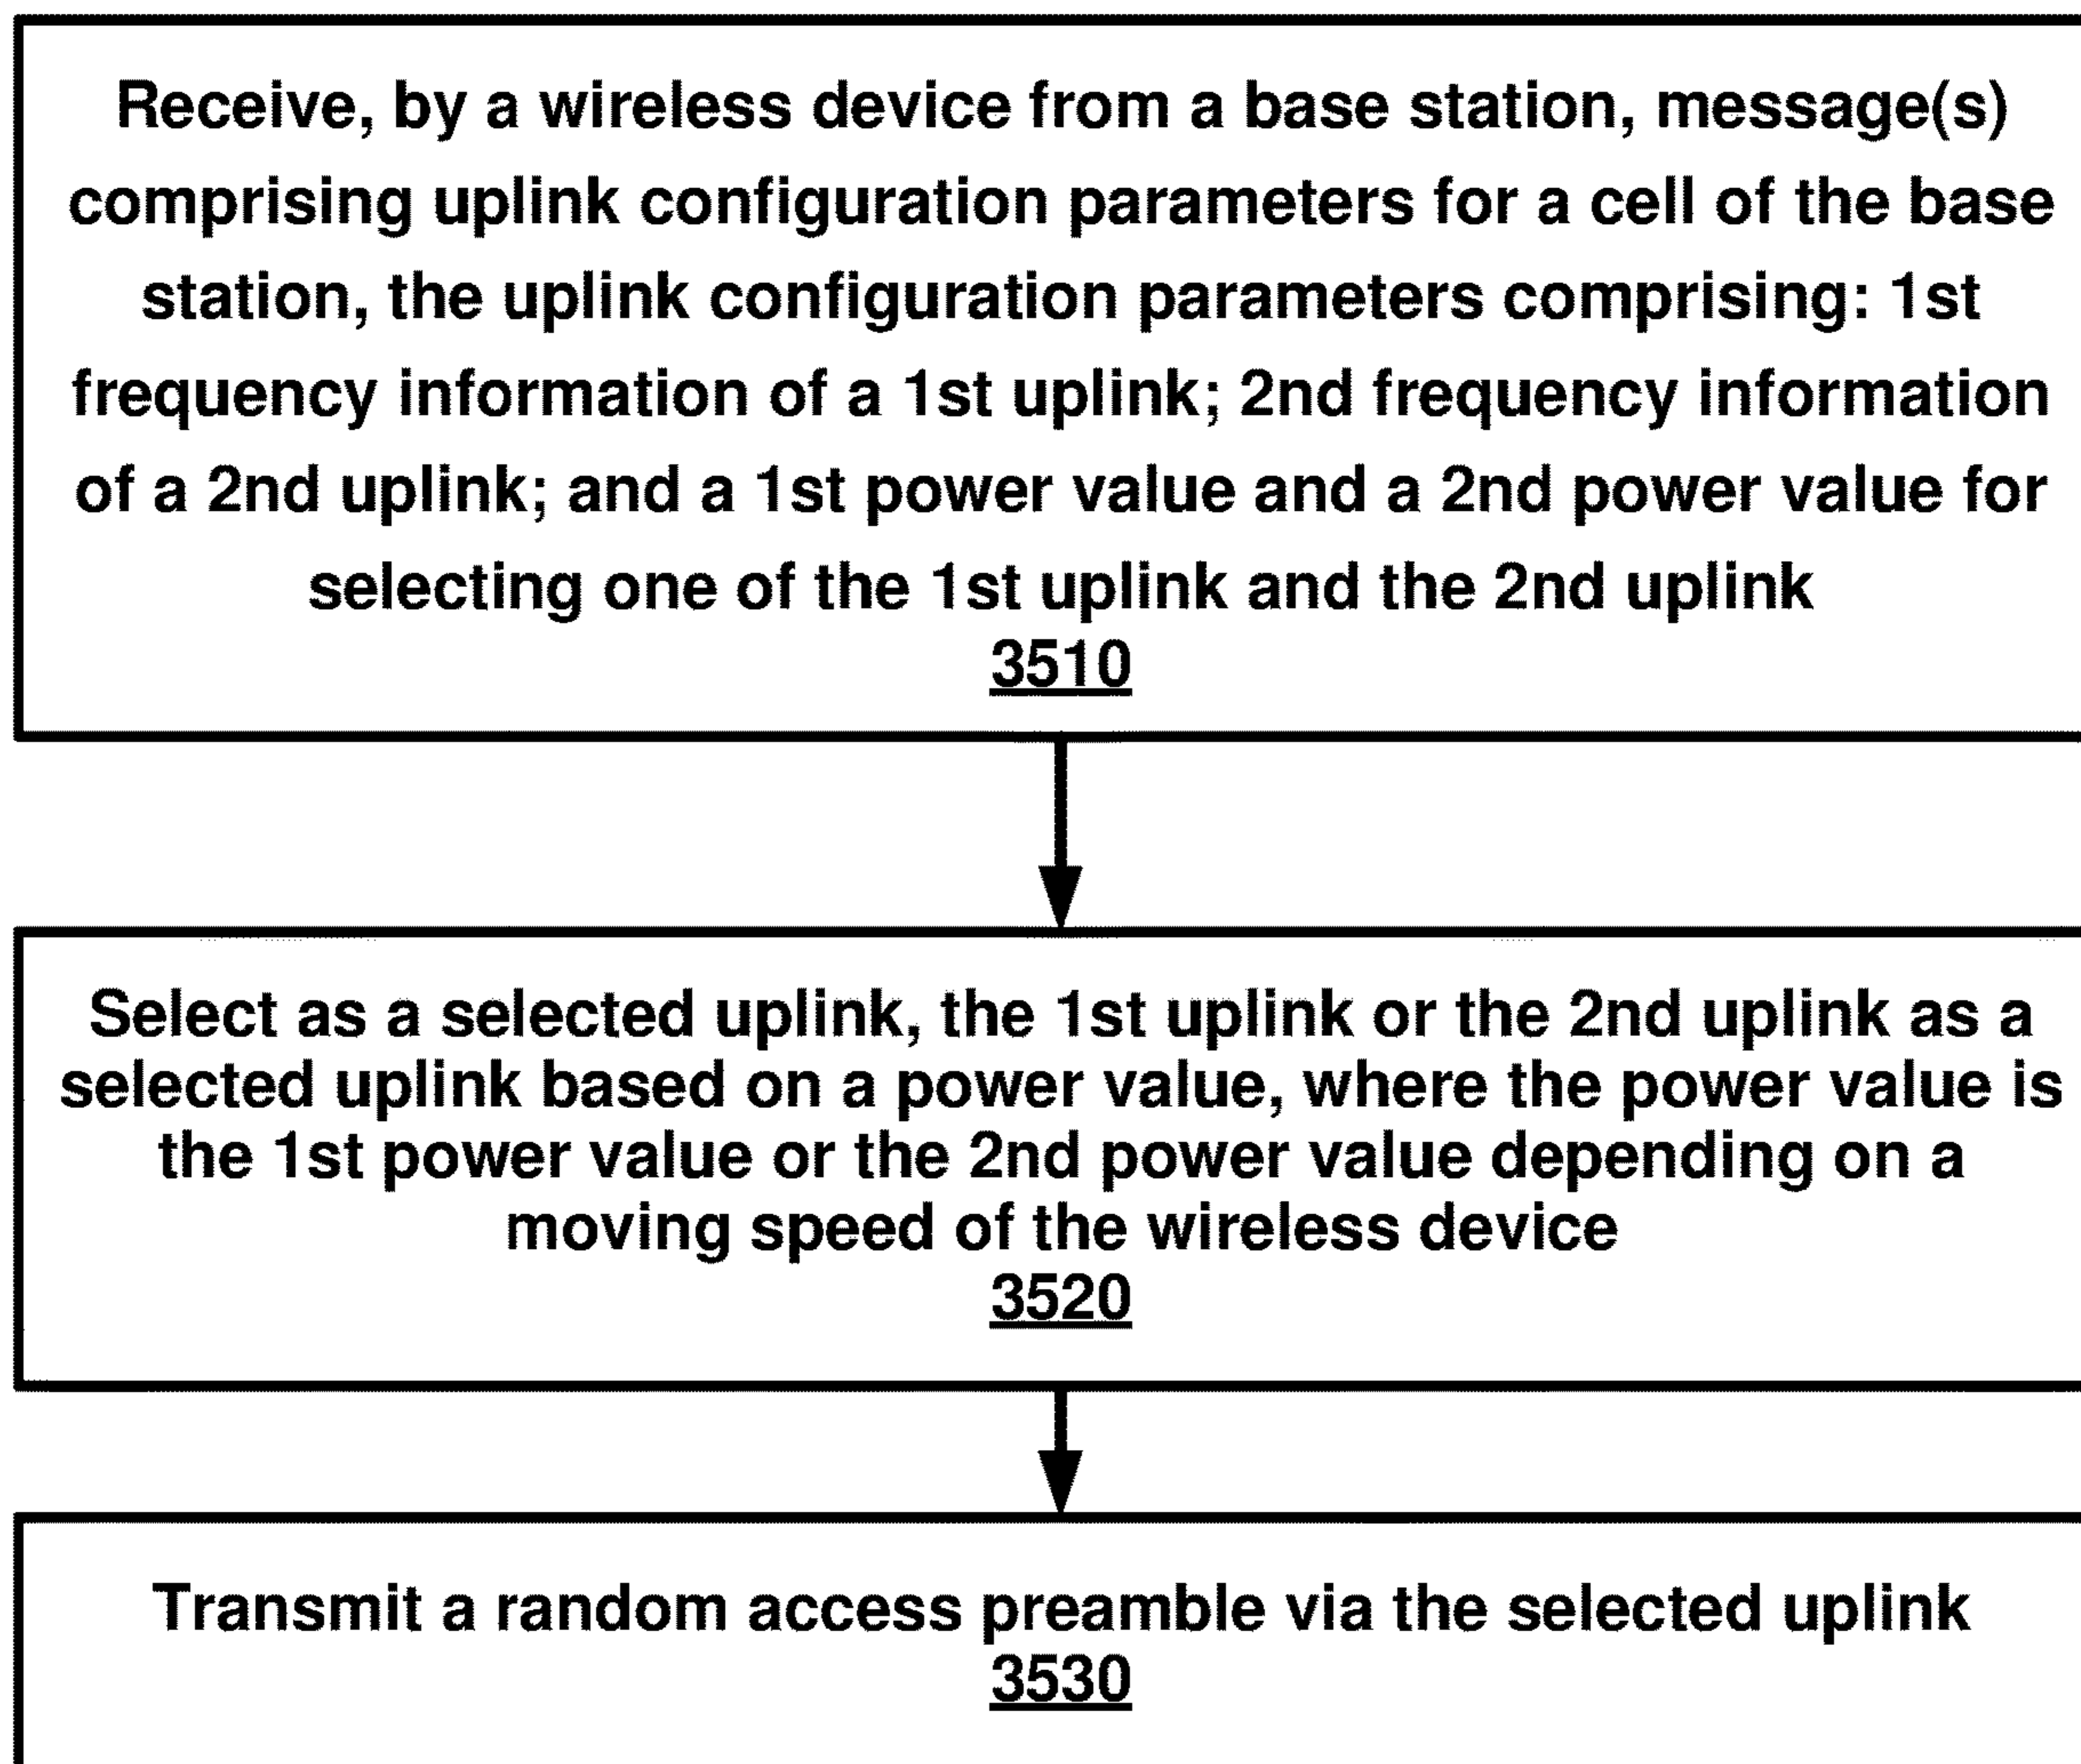 Receive, by a wireless device from a base station, message(s)
comprising uplink configuration parameters for a cell of the base
station, the uplink configuration parameters comprising: 1st
frequency information of a 1st uplink; 2nd frequency information
of a 2nd uplink; and a 1st power value and a 2nd power value for
selecting one of the 1st uplink and the 2nd uplink
3510
Select as a selected uplink, the 1st uplink or the 2nd uplink as a
selected uplink based on a power value, where the power value is
the 1st power value or the 2nd power value depending on a
moving speed of the wireless device
3520
Transmit a random access preamble via the selected uplink
3530